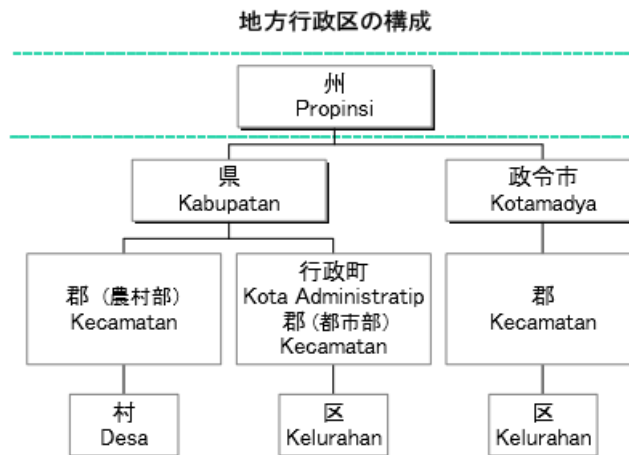 地方行政区の構成
州
Propinsi
県
Kabupatan
政令市
Kotamadya
郡（農村部）
Kecamatan
行政町
Kota Administratip
郡（都市部）
Kecamatan
郡
Kecamatan
村
Desa
区
Kelurahan
区
Kelurahan